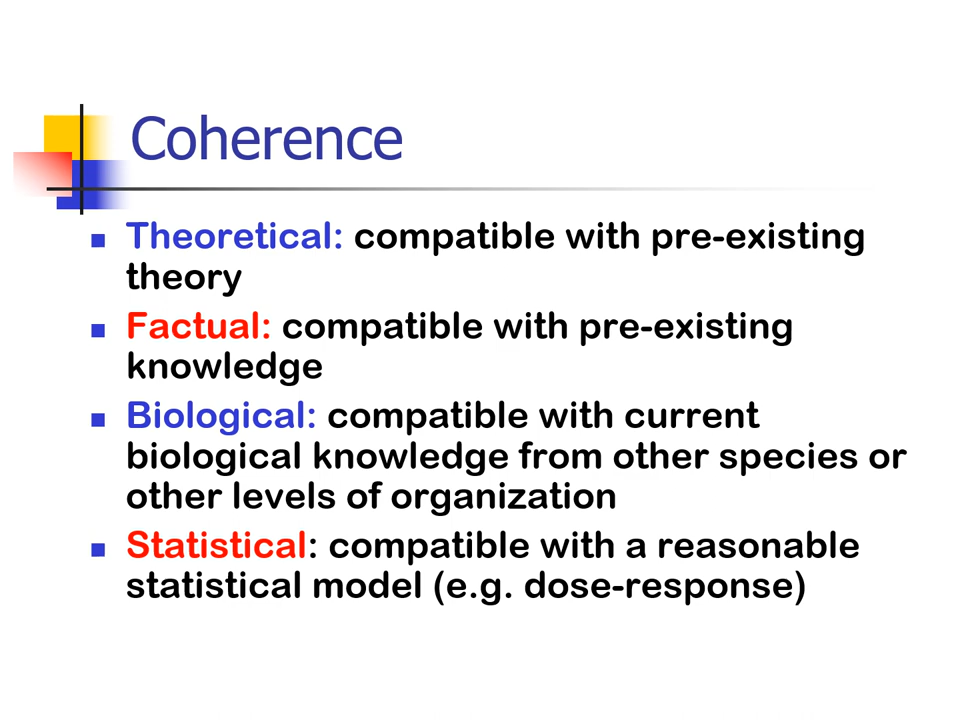 Coherence
Theoretical: compatible with pre-existing
theory
Factual: compatible with pre-existing
knowledge
Biological: compatible with current
biological knowledge from other species or
other levels of organization
Statistical: compatible with a reasonable
statistical model (e.g. dose-response)